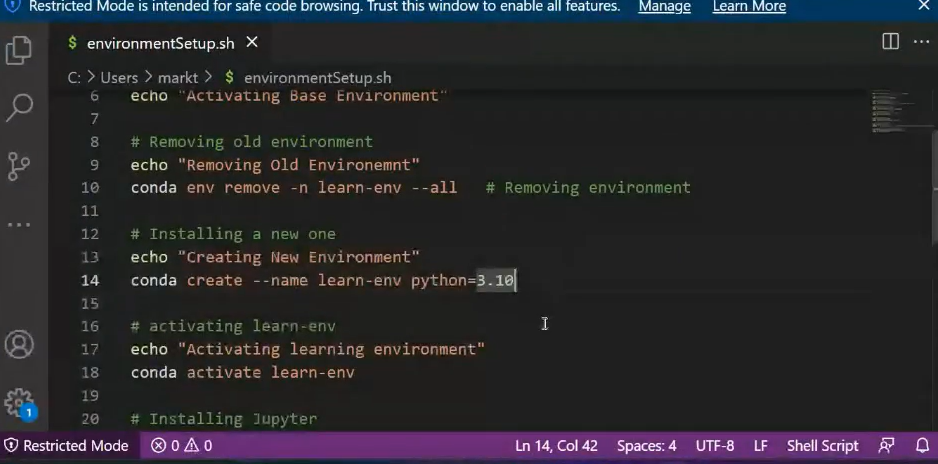 Restricted Mode is intended for safe code browsing. Trust this window to enable all features. Manage Learn More
$ environmentSetup.sh
C: > Users > markt > $ environmentSetup.sh
6 echo "Activating Base Environment"
7
8 # Removing old environment
9 echo "Removing Old Environemnt"
10 conda env remove -n learn-env --all # Removing environment
11
12 # Installing a new one
13 echo "Creating New Environment"
14 conda create --name learn-env python=3.10
15
16 # activating learn-env
17 echo "Activating learning environment"
18 conda activate learn-env
19
20 # Installing Jupyter
1
Restricted Mode 0 0 Ln 14, Col 42 Spaces: 4 UTF-8 LF Shell Script